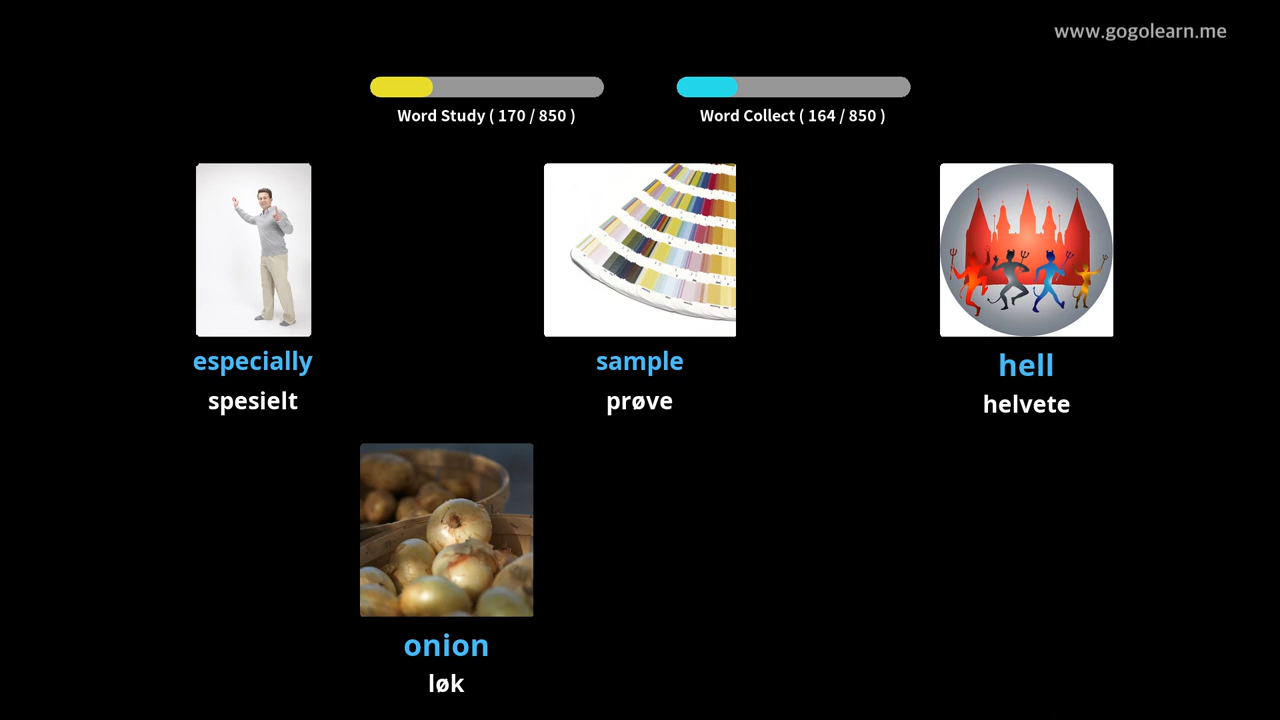 www.gogolearn.me
Word Study ( 170 / 850 )
Word Collect ( 164 / 850 )
especially
spesielt
sample
prøve
hell
helvete
onion
løk